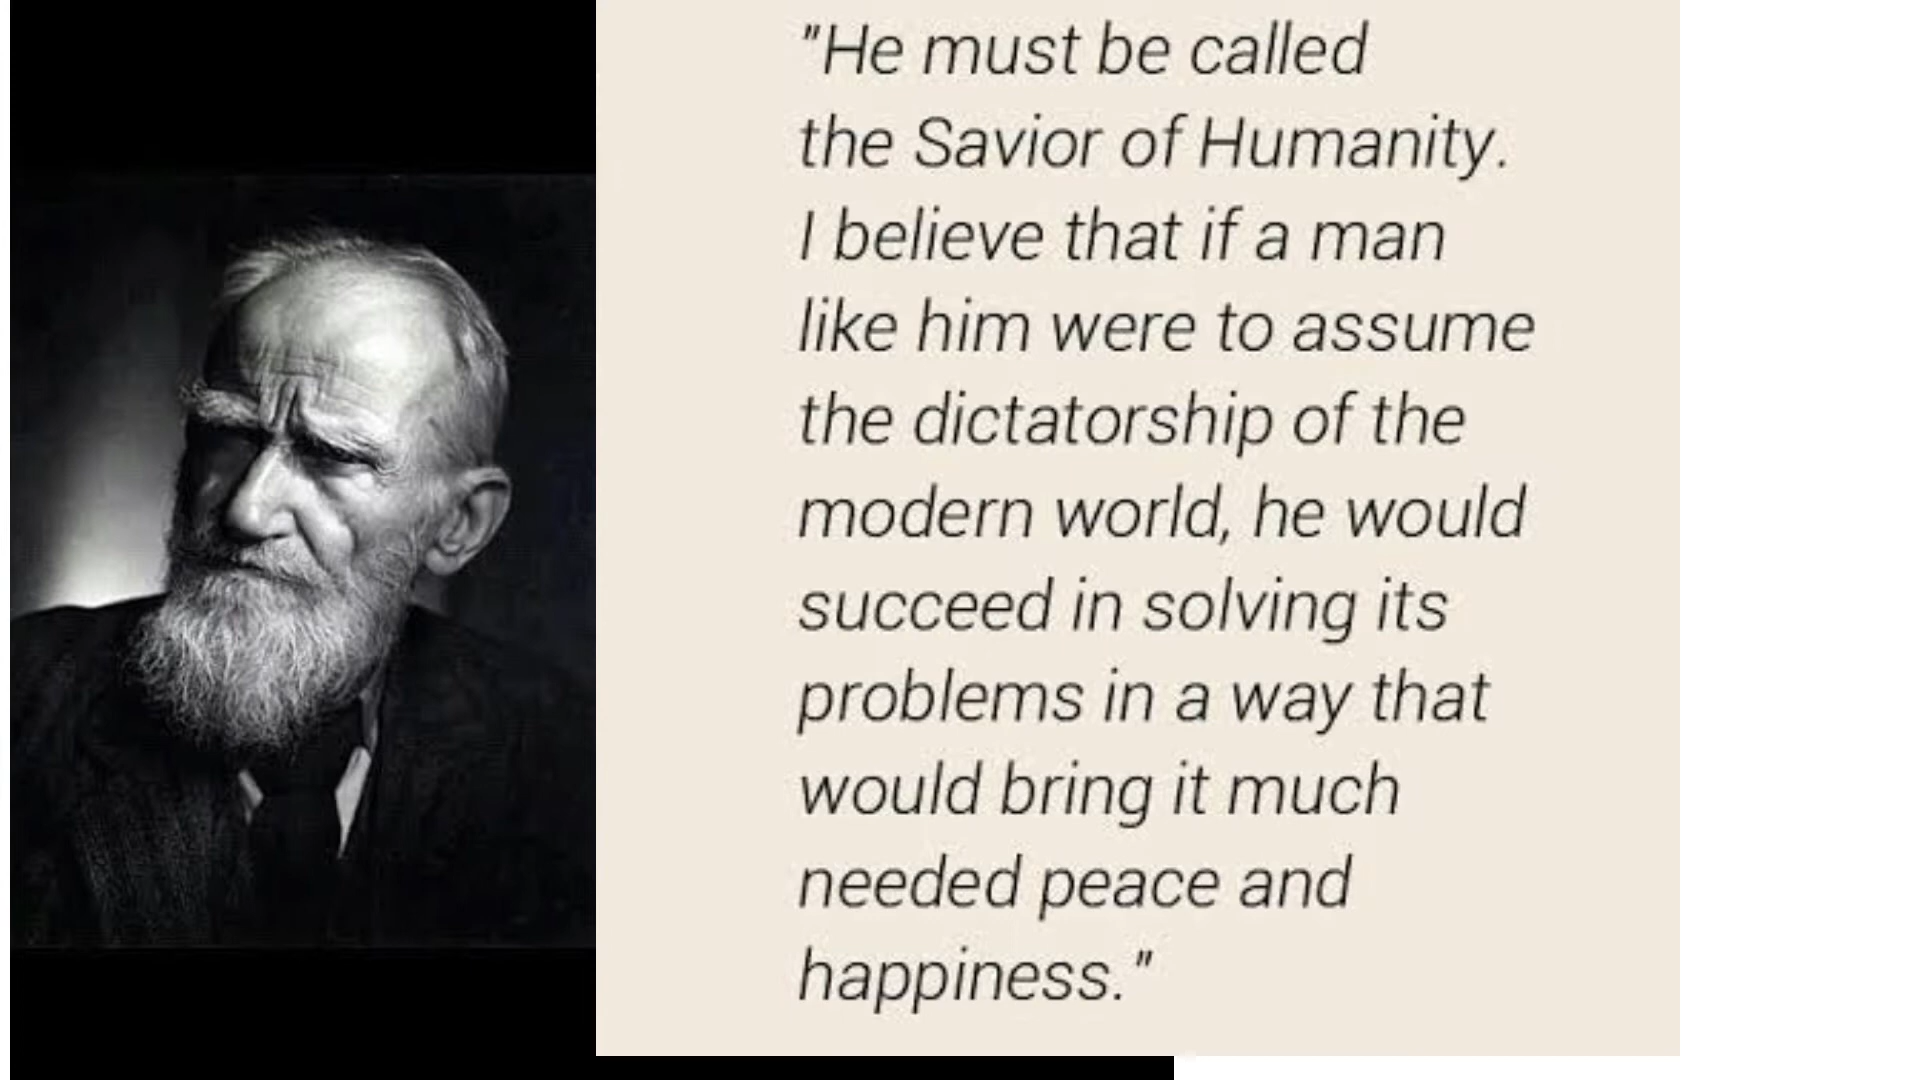 "He must be called
the Savior of Humanity.
I believe that if a man
like him were to assume
the dictatorship of the
modern world, he would
succeed in solving its
problems in a way that
would bring it much
needed peace and
happiness."